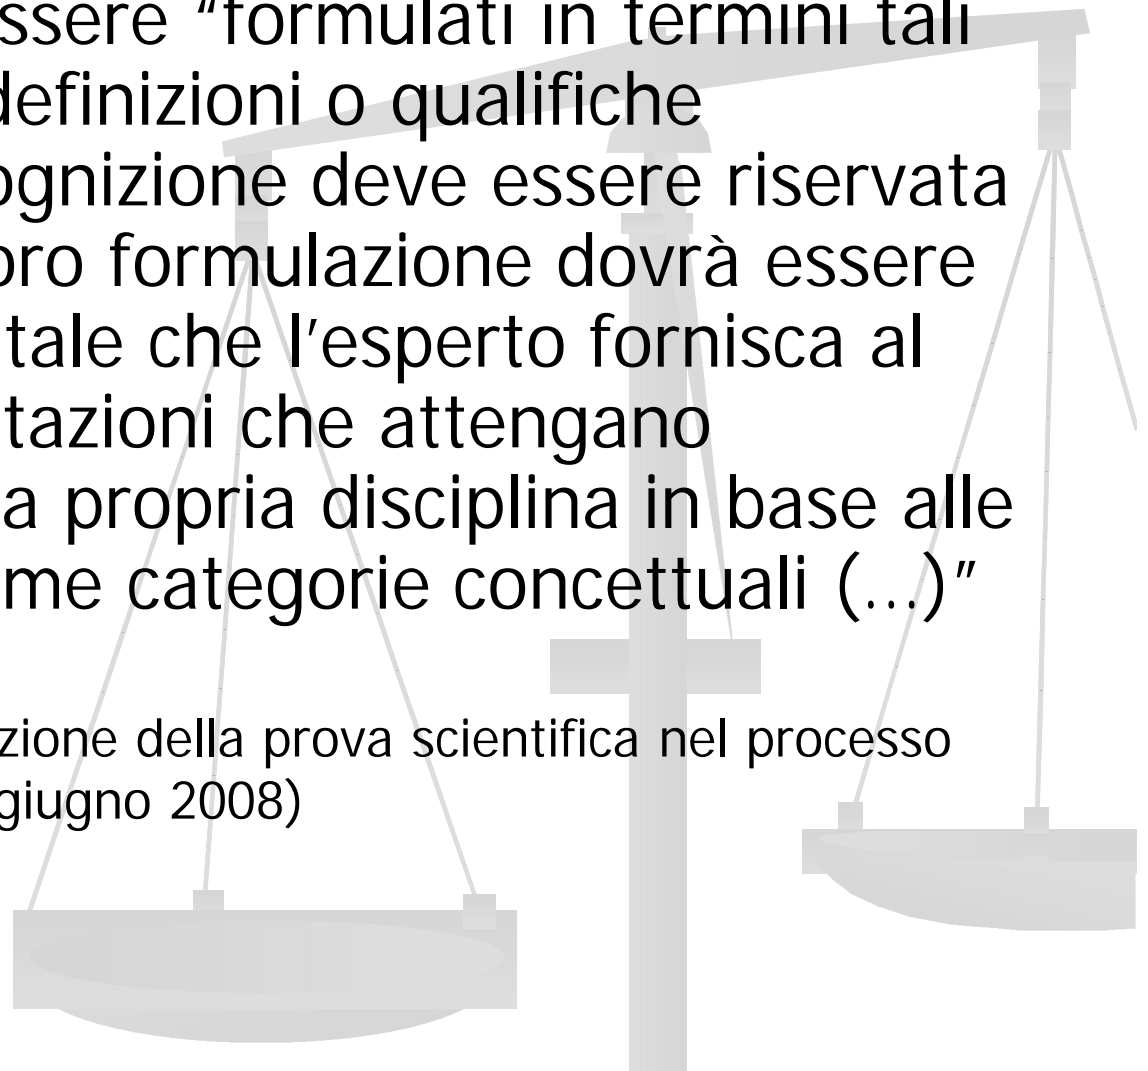 ssere “formulati in termini tali
definizioni o qualifiche
ognizione deve essere riservata
oro formulazione dovrà essere
tale che l’esperto fornisca al
tazioni che attengano
a propria disciplina in base alle
me categorie concettuali (…)”
zione della prova scientifica nel processo
giugno 2008)